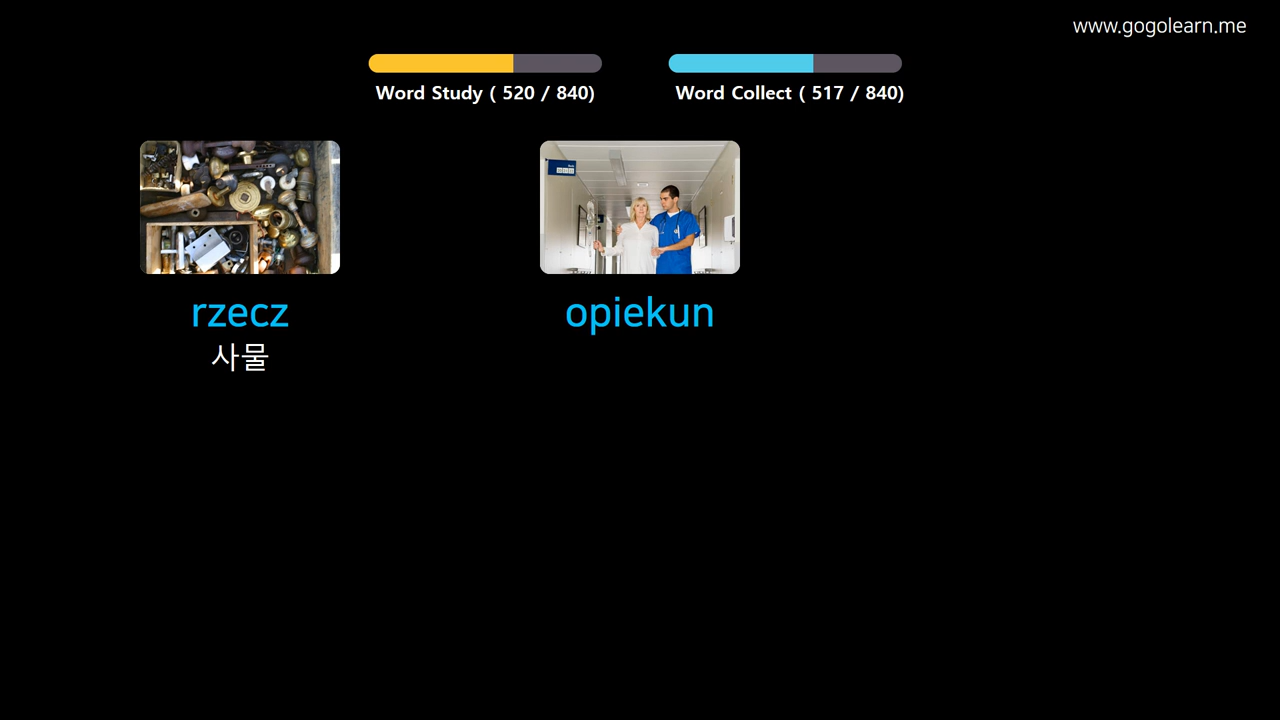 www.gogolearn.me
Word Study ( 520 / 840)
Word Collect ( 517 / 840)
rzecz
opiekun
사물